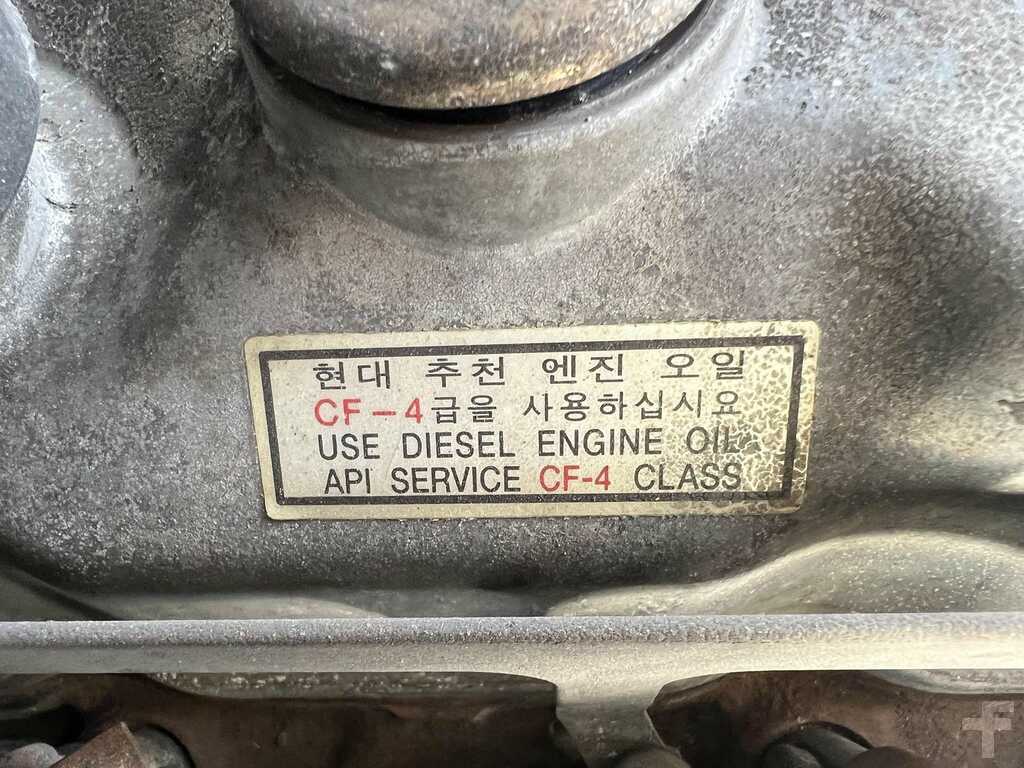 현대 추천 엔진 오일
CF-4급을 사용하십시요
USE DIESEL ENGINE OIL
API SERVICE CF-4 CLASS